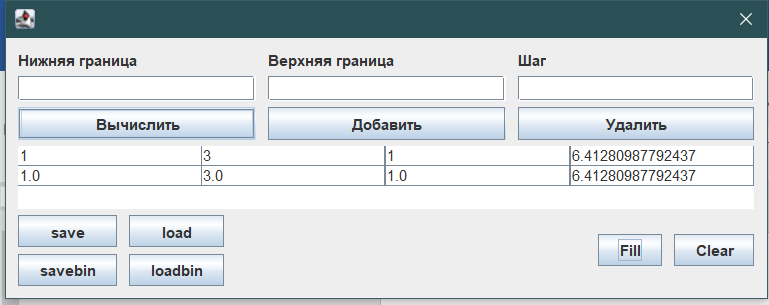 Нижняя граница Верхняя граница Шаг
Вычислить Добавить Удалить
1 3 1 6.41280987792437
1.0 3.0 1.0 6.41280987792437
save load
Fill Clear
savebin loadbin